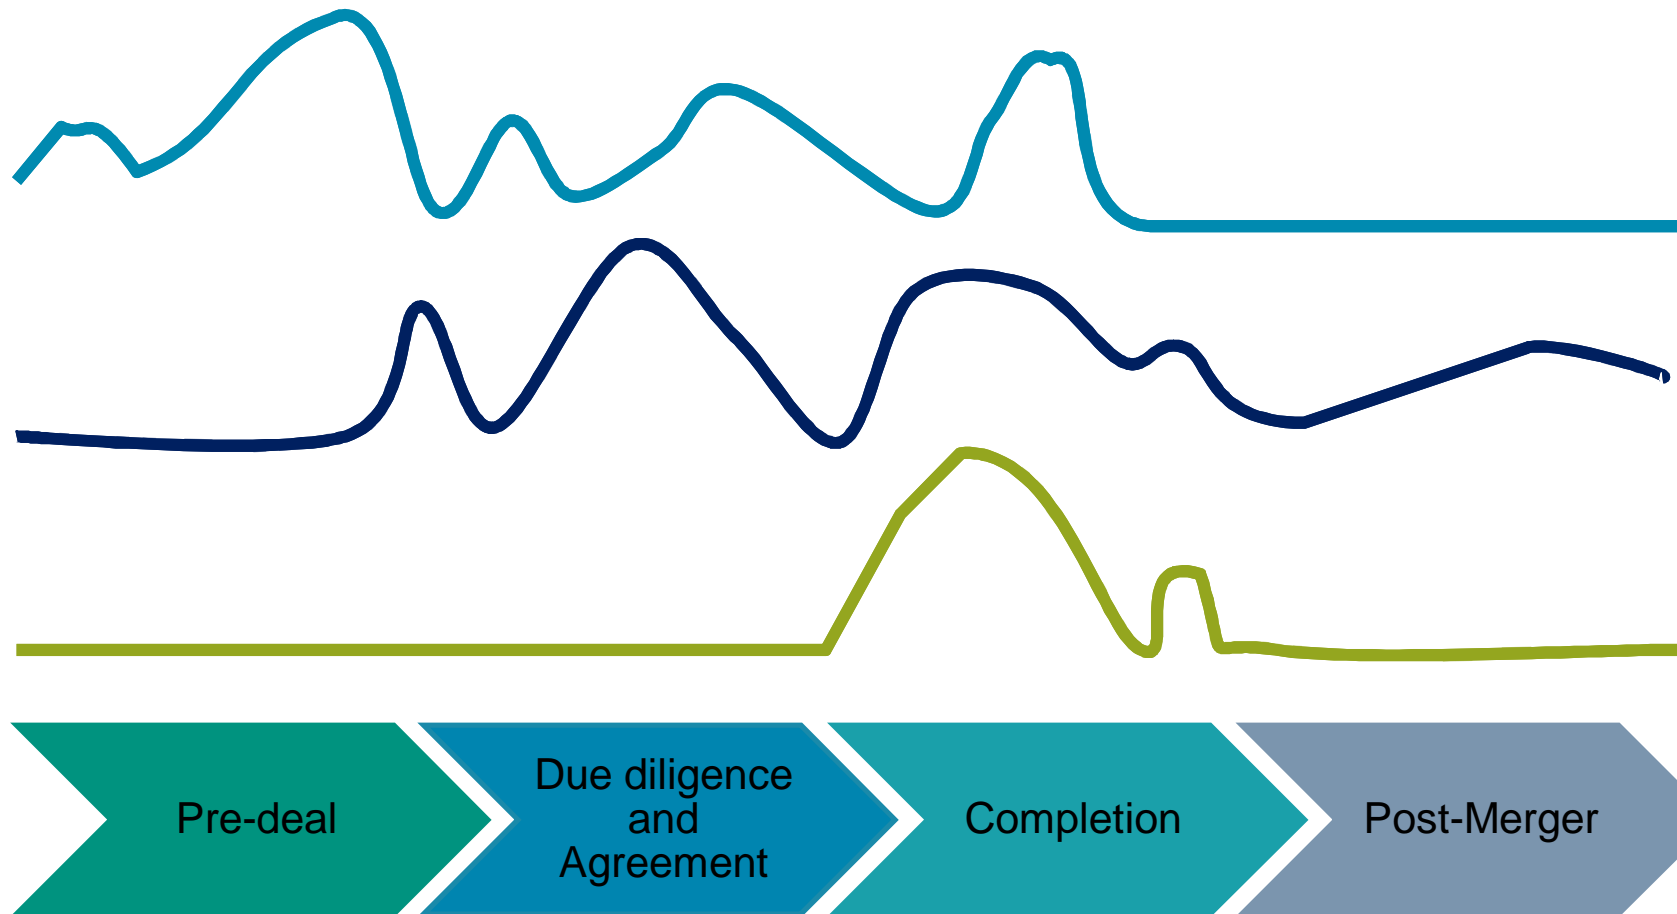 Pre-deal
Due diligence
and
Agreement
Completion
Post-Merger